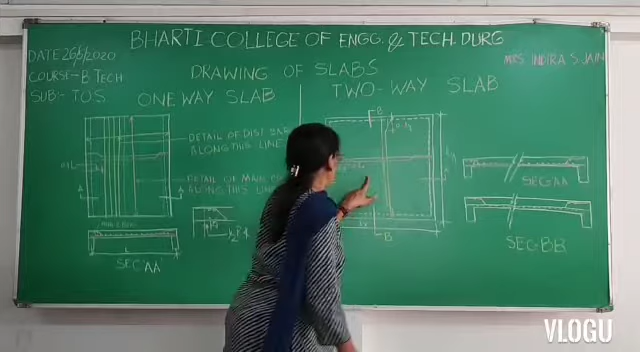 BHARTI COLLEGE OF ENGG. & TECH. DURG
DATE 26/5/2020
COURSE:- B TECH
SUB:- T.O.S
MRS. INDIRA S. JAIN
DRAWING OF SLABS
ONE WAY SLAB
TWO-WAY SLAB
DETAIL OF DIST. BAR
ALONG THIS LINE
DETAIL OF MAIN
ALONG THIS LINE
A
A
B
B
SEC AA
SEC. AA
SEC. BB
VLOGU